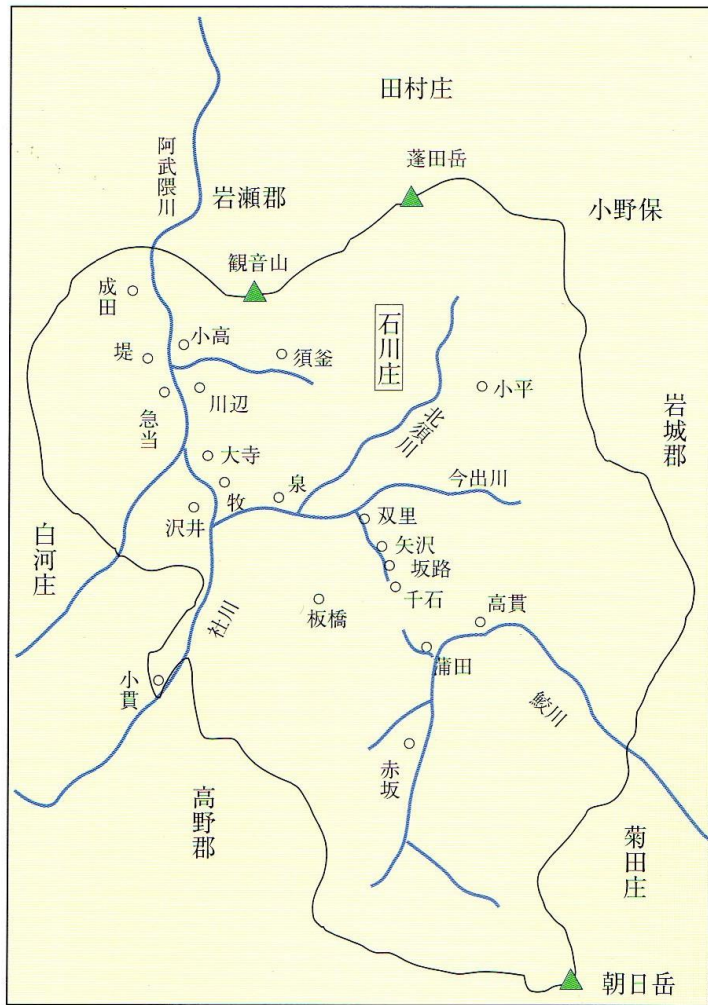 田村庄
阿武隈川
蓬田岳
岩瀬郡
小野保
観音山
成田
石川庄
小高
堤
須釜
急当
川辺
小平
北須川
岩城郡
大寺
牧
泉
今出川
沢井
双里
白河庄
矢沢
坂路
千石
板橋
高貫
社川
蒲田
小貫
鮫川
赤坂
高野郡
菊田庄
朝日岳